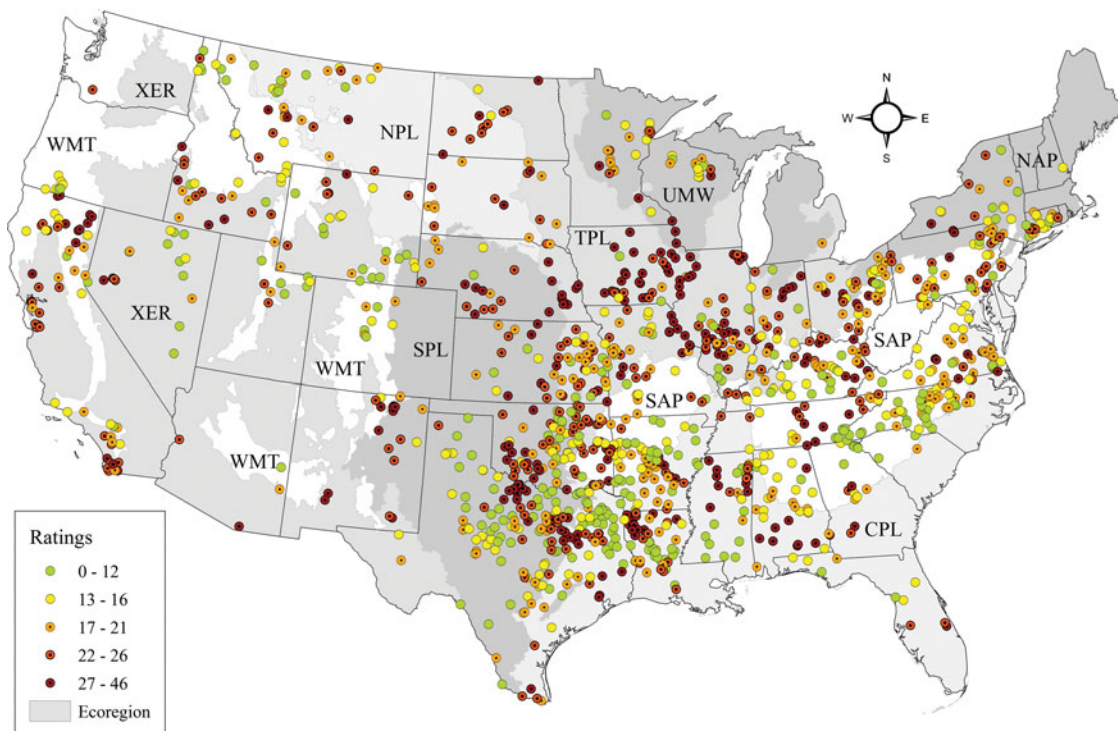 XER
WMT
NPL
N
W E
S
NAP
UMW
TPL
XER
SPL
WMT
SAP
SAP
WMT
CPL
Ratings
0 - 12
13 - 16
17 - 21
22 - 26
27 - 46
Ecoregion